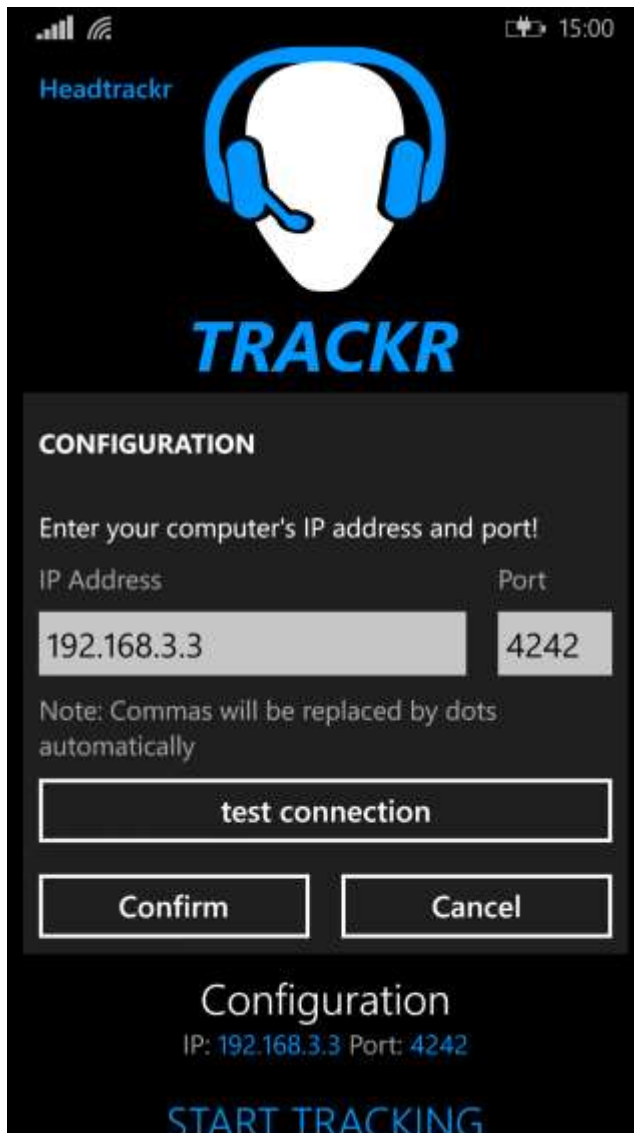 15:00
Headtrackr
TRACKR
CONFIGURATION
Enter your computer's IP address and port!
IP Address Port
192.168.3.3 4242
Note: Commas will be replaced by dots
automatically
test connection
Confirm Cancel
Configuration
IP: 192.168.3.3 Port: 4242
START TRACKING